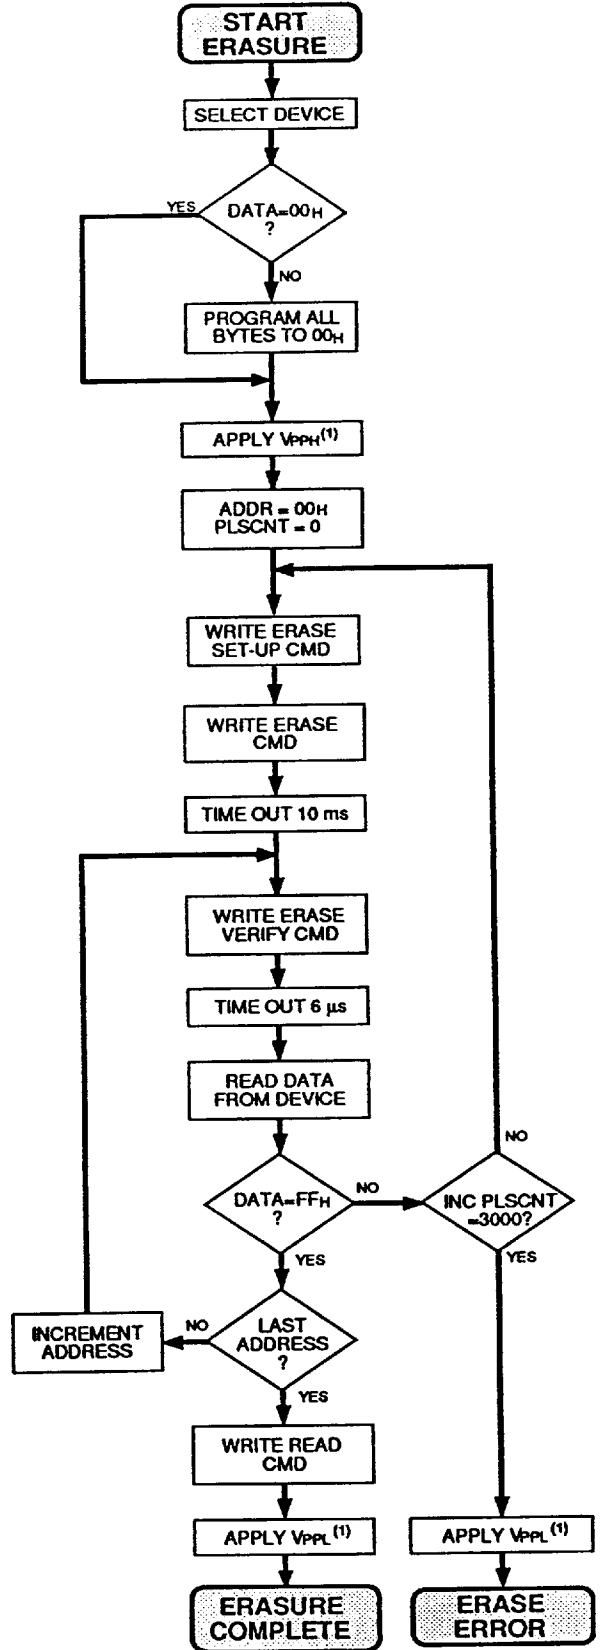 START
ERASURE
SELECT DEVICE
YES
DATA=00H
?
NO
PROGRAM ALL
BYTES TO 00H
APPLY VPPH(1)
ADDR = 00H
PLSCNT = 0
WRITE ERASE
SET-UP CMD
WRITE ERASE
CMD
TIME OUT 10 ms
WRITE ERASE
VERIFY CMD
TIME OUT 6 µs
READ DATA
FROM DEVICE
DATA=FFH
?
NO
INC PLSCNT
=3000?
NO
YES
YES
LAST
ADDRESS
?
NO
INCREMENT
ADDRESS
YES
WRITE READ
CMD
APPLY VPPL(1)
APPLY VPPL(1)
ERASURE
COMPLETE
ERASE
ERROR